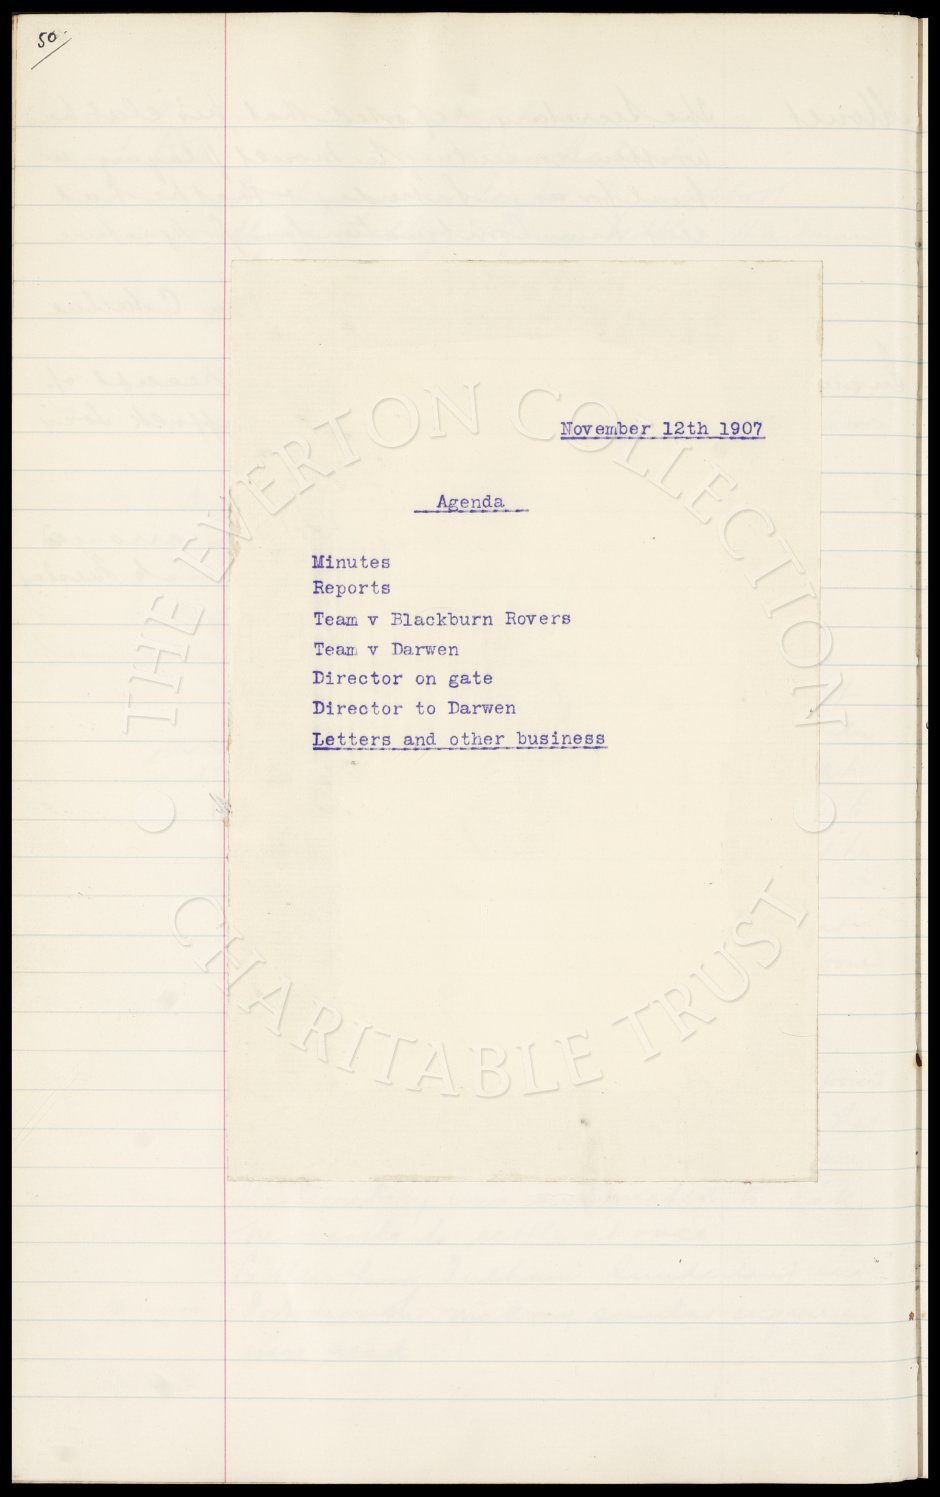 50.
November 12th 1907
Agenda
Minutes
Reports
Team v Blackburn Rovers
Team v Darwen
Director on gate
Director to Darwen
Letters and other business
THE EVERTON COLLECTION
CHARITABLE TRUST